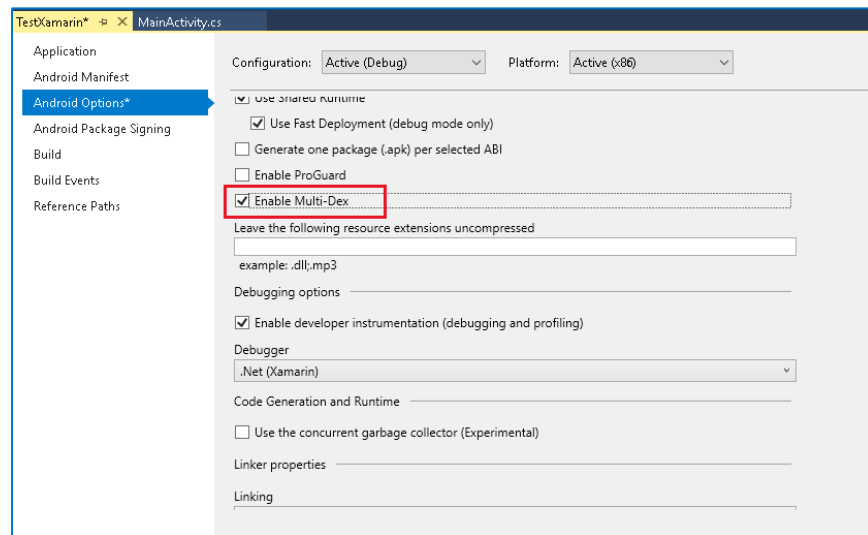 TestXamarin* MainActivity.cs
Application
Android Manifest
Android Options*
Android Package Signing
Build
Build Events
Reference Paths
Configuration: Active (Debug) Platform: Active (x86)
Use Shared Runtime
Use Fast Deployment (debug mode only)
Generate one package (.apk) per selected ABI
Enable ProGuard
Enable Multi-Dex
Leave the following resource extensions uncompressed
example: .dll;.mp3
Debugging options
Enable developer instrumentation (debugging and profiling)
Debugger
.Net (Xamarin)
Code Generation and Runtime
Use the concurrent garbage collector (Experimental)
Linker properties
Linking